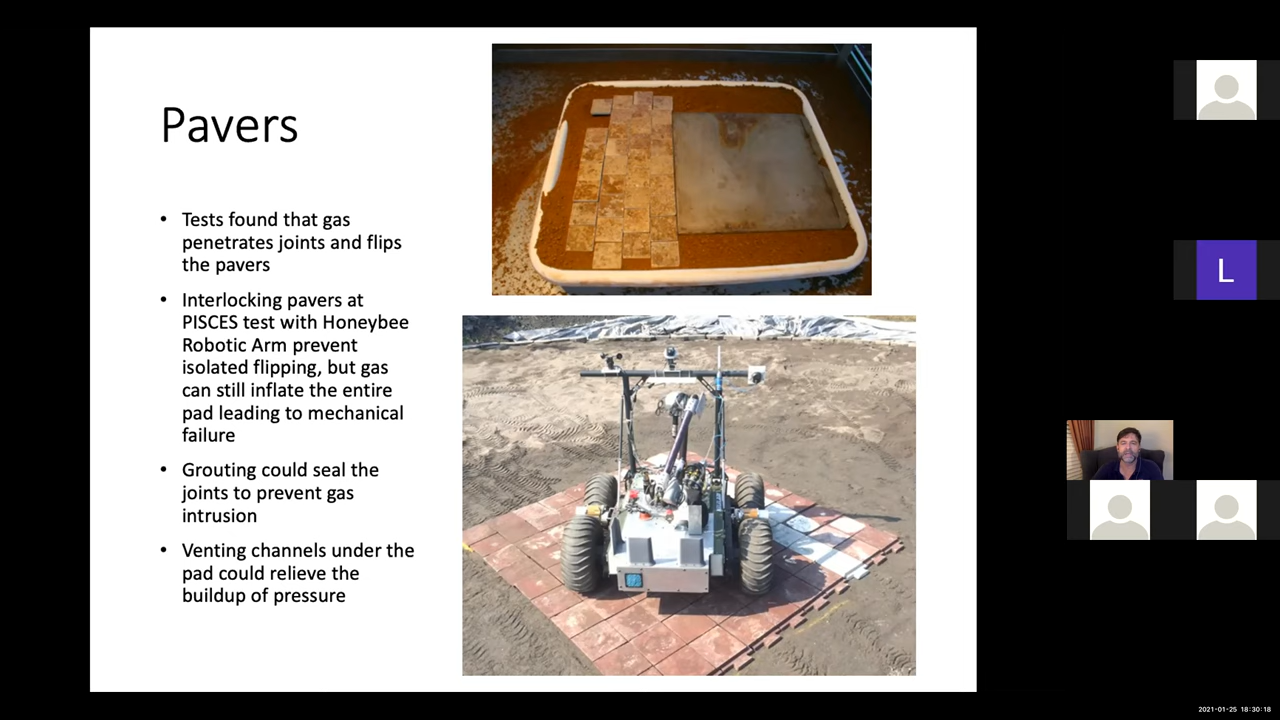 Pavers
• Tests found that gas
penetrates joints and flips
the pavers
• Interlocking pavers at
PISCES test with Honeybee
Robotic Arm prevent
isolated flipping, but gas
can still inflate the entire
pad leading to mechanical
failure
• Grouting could seal the
joints to prevent gas
intrusion
• Venting channels under the
pad could relieve the
buildup of pressure
L
2021-01-25 18:30:18